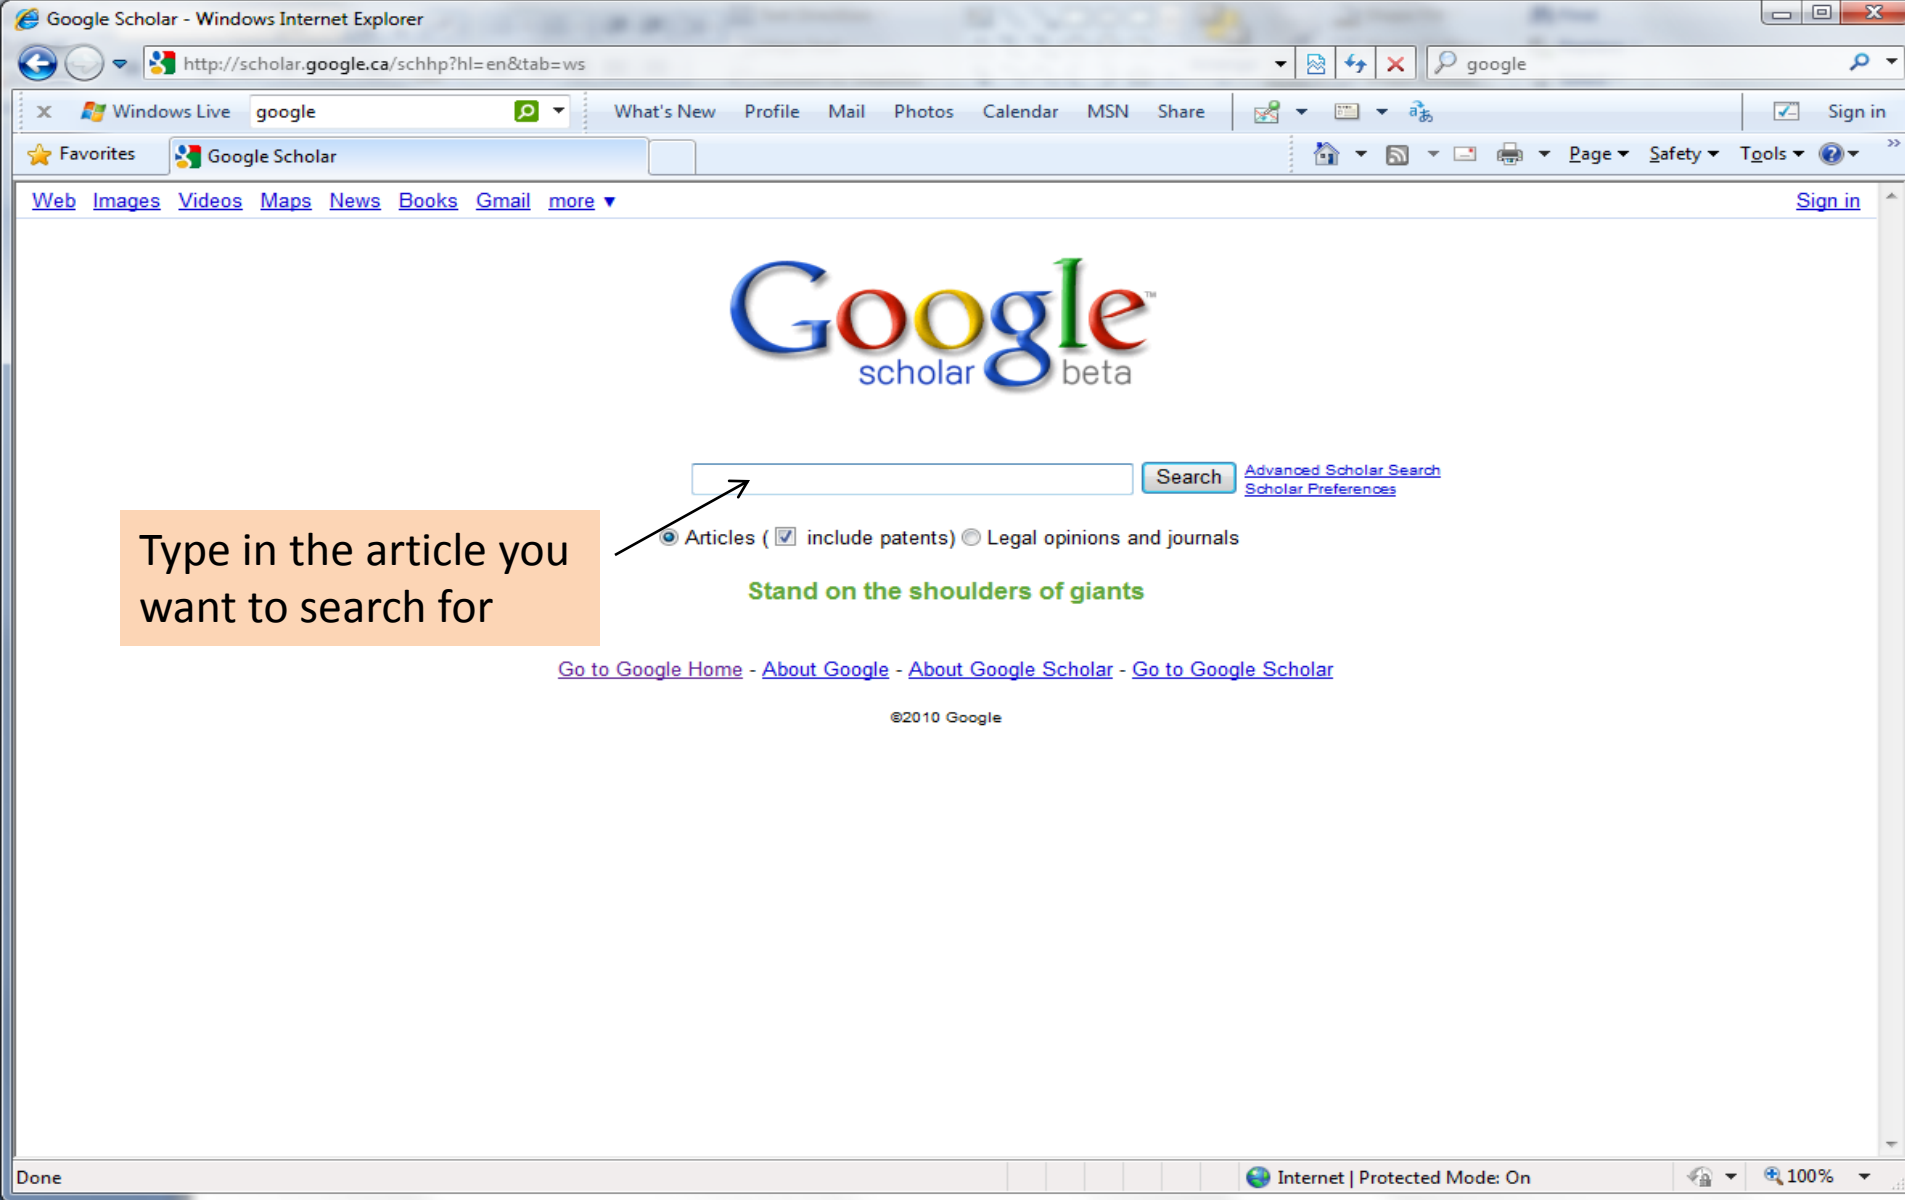 Google Scholar - Windows Internet Explorer
http://scholar.google.ca/schhp?hl=en&tab=ws
google
Windows Live
google
What's New Profile Mail Photos Calendar MSN Share
Sign in
Favorites
Google Scholar
Page Safety Tools
Web Images Videos Maps News Books Gmail more
Sign in
Google™
scholar beta
Search
Advanced Scholar Search
Scholar Preferences
Articles ( include patents) Legal opinions and journals
Type in the article you
want to search for
Stand on the shoulders of giants
Go to Google Home - About Google - About Google Scholar - Go to Google Scholar
©2010 Google
Done
Internet | Protected Mode: On
100%